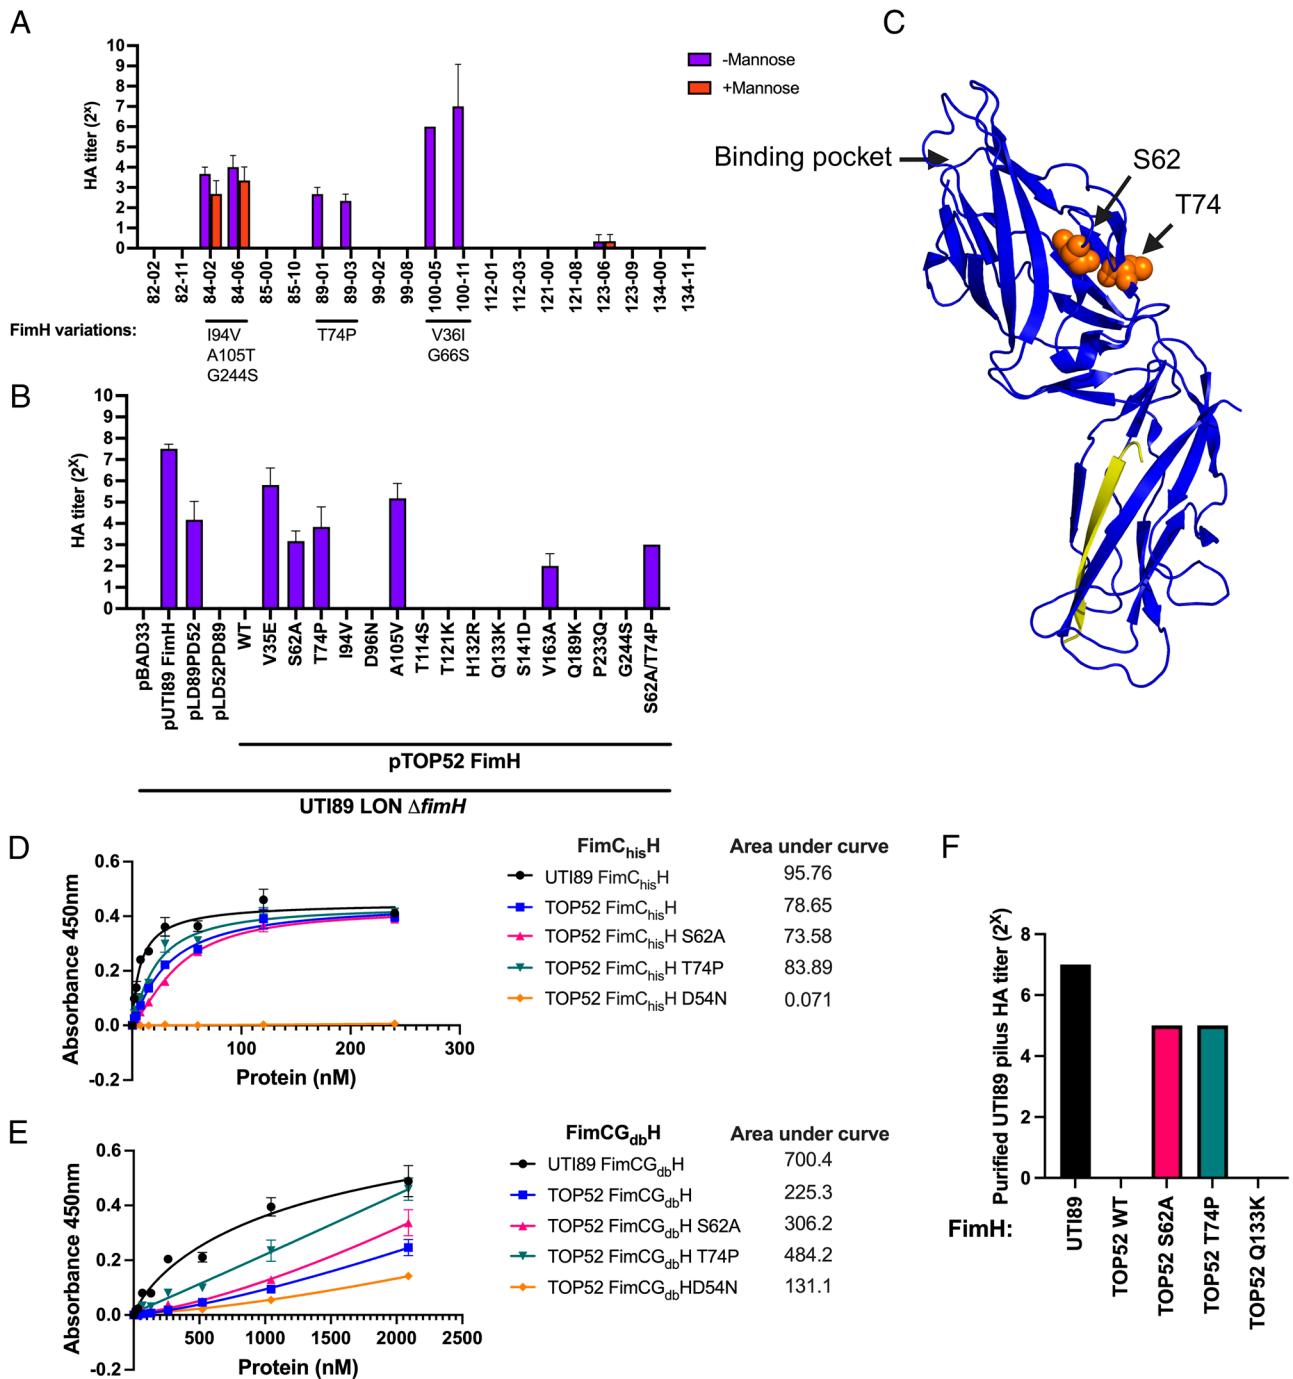 A
HA titer (2^X)
10
9
8
7
6
5
4
3
2
1
0
-Mannose
+Mannose
82-02
82-11
84-02
84-06
85-00
85-10
89-01
89-03
99-02
99-08
100-05
100-11
112-01
112-03
121-00
121-08
123-06
123-09
134-00
134-11
FimH variations:
I94V
A105T
G244S
T74P
V36I
G66S
B
HA titer (2^X)
10
9
8
7
6
5
4
3
2
1
0
pBAD33
pUTI89 FimH
pLD89PD52
pLD52PD89
WT
V35E
S62A
T74P
I94V
D96N
A105V
T114S
T121K
H132R
Q133K
S141D
V163A
Q189K
P233Q
G244S
S62A/T74P
pTOP52 FimH
UTI89 LON ΔfimH
C
Binding pocket
S62
T74
D
Absorbance 450nm
0.6
0.4
0.2
0.0
-0.2
100
200
300
Protein (nM)
FimC_hisH Area under curve
UTI89 FimC_hisH 95.76
TOP52 FimC_hisH 78.65
TOP52 FimC_hisH S62A 73.58
TOP52 FimC_hisH T74P 83.89
TOP52 FimC_hisH D54N 0.071
E
Absorbance 450nm
0.6
0.4
0.2
0.0
-0.2
500
1000
1500
2000
2500
Protein (nM)
FimCG_dbH Area under curve
UTI89 FimCG_dbH 700.4
TOP52 FimCG_dbH 225.3
TOP52 FimCG_dbH S62A 306.2
TOP52 FimCG_dbH T74P 484.2
TOP52 FimCG_dbHD54N 131.1
F
Purified UTI89 pilus HA titer (2^X)
8
6
4
2
0
FimH:
UTI89
TOP52 WT
TOP52 S62A
TOP52 T74P
TOP52 Q133K